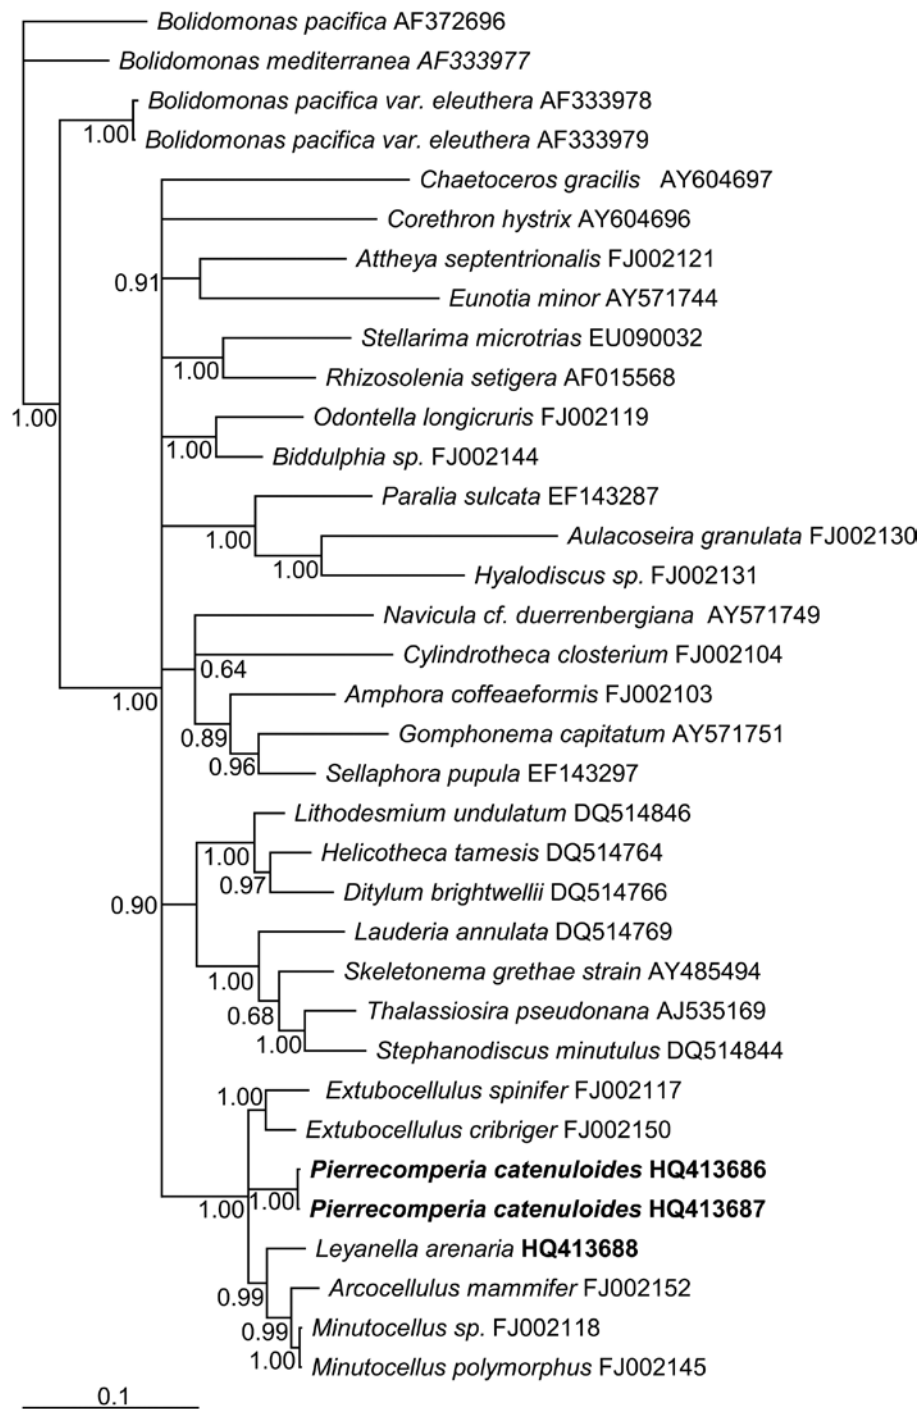 Bolidomonas pacifica AF372696
Bolidomonas mediterranea AF333977
Bolidomonas pacifica var. eleuthera AF333978
1.00
Bolidomonas pacifica var. eleuthera AF333979
Chaetoceros gracilis AY604697
Corethron hystrix AY604696
Attheya septentrionalis FJ002121
0.91
Eunotia minor AY571744
Stellarima microtrias EU090032
1.00
Rhizosolenia setigera AF015568
1.00
Odontella longicruris FJ002119
1.00
Biddulphia sp. FJ002144
Paralia sulcata EF143287
1.00
Aulacoseira granulata FJ002130
1.00
Hyalodiscus sp. FJ002131
Navicula cf. duerrenbergiana AY571749
0.64
Cylindrotheca closterium FJ002104
1.00
Amphora coffeaeformis FJ002103
0.89
Gomphonema capitatum AY571751
0.96
Sellaphora pupula EF143297
Lithodesmium undulatum DQ514846
1.00
Helicotheca tamesis DQ514764
0.97
Ditylum brightwellii DQ514766
0.90
Lauderia annulata DQ514769
1.00
Skeletonema grethae strain AY485494
0.68
Thalassiosira pseudonana AJ535169
1.00
Stephanodiscus minutulus DQ514844
1.00
Extubocellulus spinifer FJ002117
Extubocellulus cribriger FJ002150
Pierrecomperia catenuloides HQ413686
1.00
1.00
Pierrecomperia catenuloides HQ413687
Leyanella arenaria HQ413688
0.99
Arcocellulus mammifer FJ002152
0.99
Minutocellus sp. FJ002118
1.00
Minutocellus polymorphus FJ002145
0.1